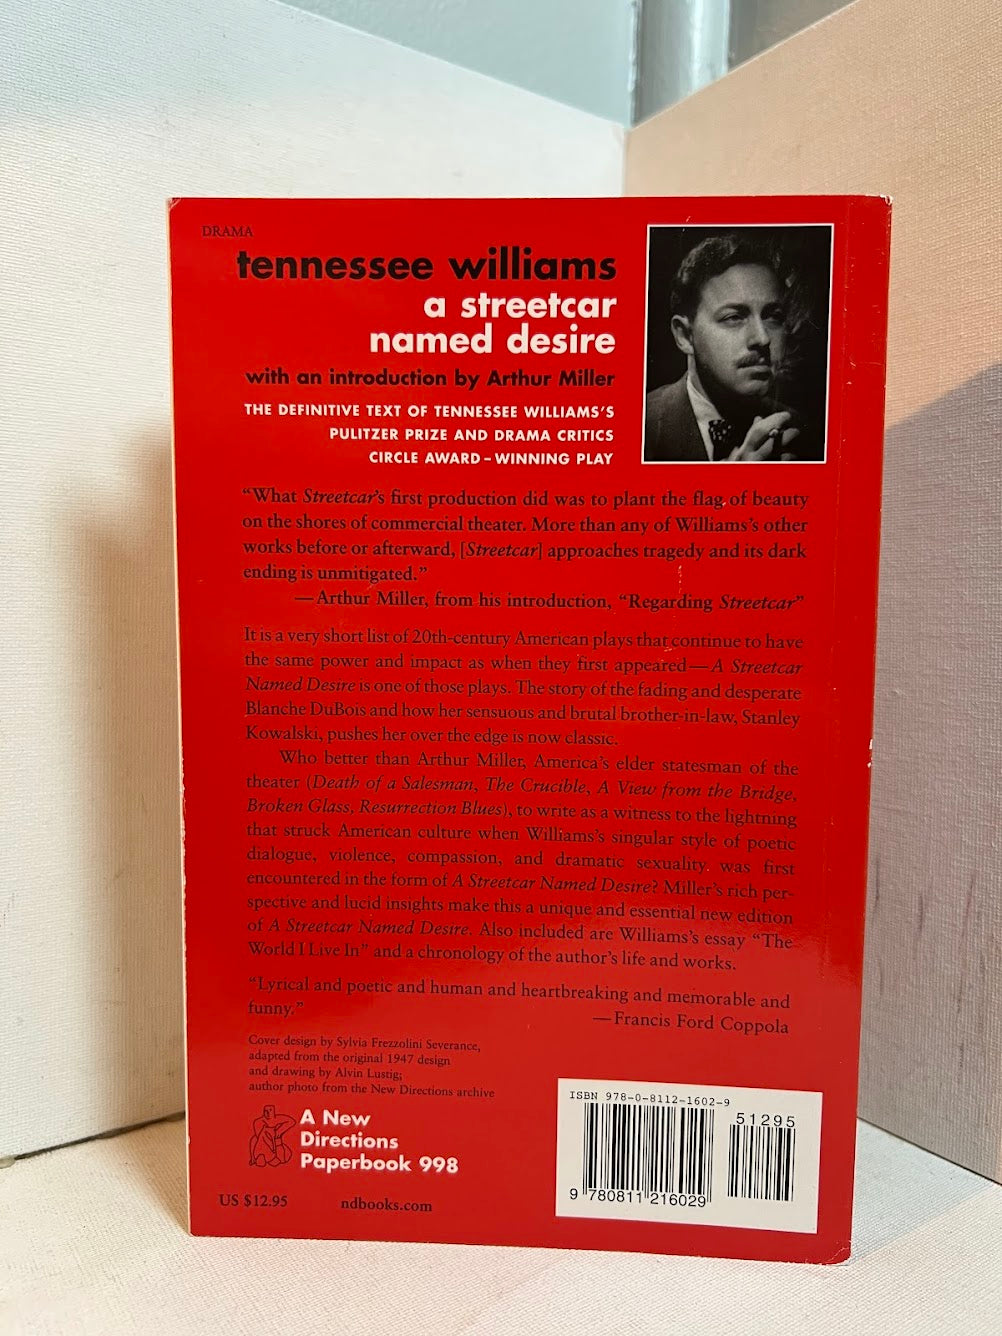 DRAMA
tennessee williams
a streetcar
named desire
with an introduction by Arthur Miller
THE DEFINITIVE TEXT OF TENNESSEE WILLIAMS'S
PULITZER PRIZE AND DRAMA CRITICS
CIRCLE AWARD–WINNING PLAY
“What Streetcar's first production did was to plant the flag of beauty
on the shores of commercial theater. More than any of Williams's other
works before or afterward, [Streetcar] approaches tragedy and its dark
ending is unmitigated.”
—Arthur Miller, from his introduction, “Regarding Streetcar”
It is a very short list of 20th-century American plays that continue to have
the same power and impact as when they first appeared—A Streetcar
Named Desire is one of those plays. The story of the fading and desperate
Blanche DuBois and how her sensuous and brutal brother-in-law, Stanley
Kowalski, pushes her over the edge is now classic.
Who better than Arthur Miller, America's elder statesman of the
theater (Death of a Salesman, The Crucible, A View from the Bridge,
Broken Glass, Resurrection Blues), to write as a witness to the lightning
that struck American culture when Williams's singular style of poetic
dialogue, violence, compassion, and dramatic sexuality was first
encountered in the form of A Streetcar Named Desire? Miller's rich per-
spective and lucid insights make this a unique and essential new edition
of A Streetcar Named Desire. Also included are Williams's essay “The
World I Live In” and a chronology of the author's life and works.
“Lyrical and poetic and human and heartbreaking and memorable and
funny.”
—Francis Ford Coppola
Cover design by Sylvia Frezzolini Severance,
adapted from the original 1947 design
and drawing by Alvin Lustig;
author photo from the New Directions archive
A New
Directions
Paperbook 998
US $12.95
ndbooks.com
ISBN 978-0-8112-1602-9
51295
9 780811 216029